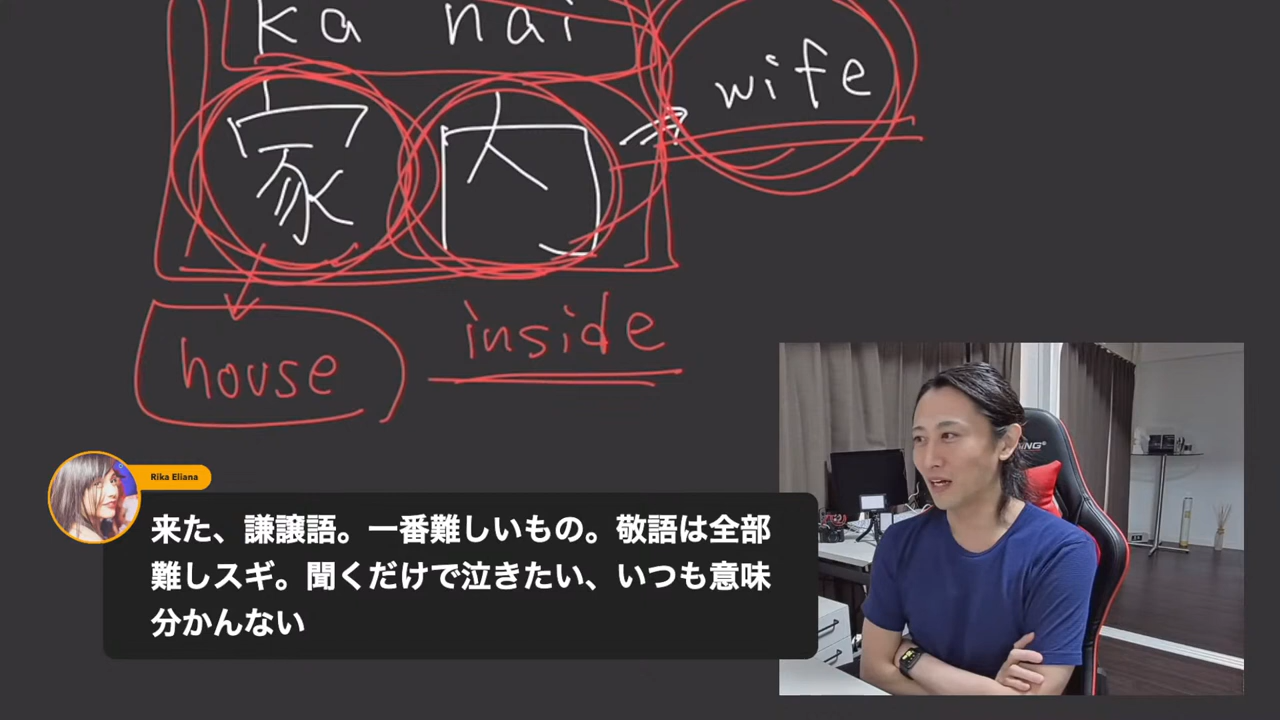 ka nai
家内
wife
house
inside
Rika Eliana
来た、謙譲語。一番難しいもの。敬語は全部
難しスギ。聞くだけで泣きたい、いつも意味
分かんない